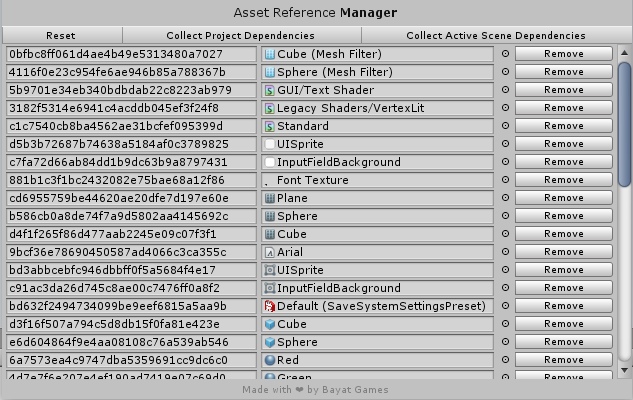 Asset Reference Manager
Reset Collect Project Dependencies Collect Active Scene Dependencies
0bfbc8ff061d4ae4b49e5313480a7027 Cube (Mesh Filter) Remove
4116f0e23c954fe6ae946b85a788367b Sphere (Mesh Filter) Remove
5b9701e34eb340bdbdab22c8223ab979 GUI/Text Shader Remove
3182f5314e6941c4acddb045ef3f24f8 Legacy Shaders/VertexLit Remove
c1c7540cb8ba4562ae31bcfef095399d Standard Remove
d5b3b72687b74638a5184af0c3789825 UISprite Remove
c7fa72d66ab84dd1b9dc63b9a8797431 InputFieldBackground Remove
881b1c3f1bc2432082e75bae68a12f86 Font Texture Remove
cd6955759be44620ae20dfe7d197e60e Plane Remove
b586cb0a8de74f7a9d5802aa4145692c Sphere Remove
d4f1f265f86d477aab2245e09c07f3f1 Cube Remove
9bcf36e78690450587ad4066c3ca355c Arial Remove
bd3abbcebfc946dbbff0f5a5684f4e17 UISprite Remove
c91ac3da26d745c8ae00c7476ff0a8f2 InputFieldBackground Remove
bd632f2494734099be9eef6815a5aa9b Default (SaveSystemSettingsPreset) Remove
d3f16f507a794c5d8db15f0fa81e423e Cube Remove
e6d604864f9e4aa08108c76a539ab546 Sphere Remove
6a7573ea4c9747dba5359691cc9dc6c0 Red Remove
4d7e7f6e207e4ef190ad7419e07c69d0 Green Remove
Made with ❤ by Bayat Games